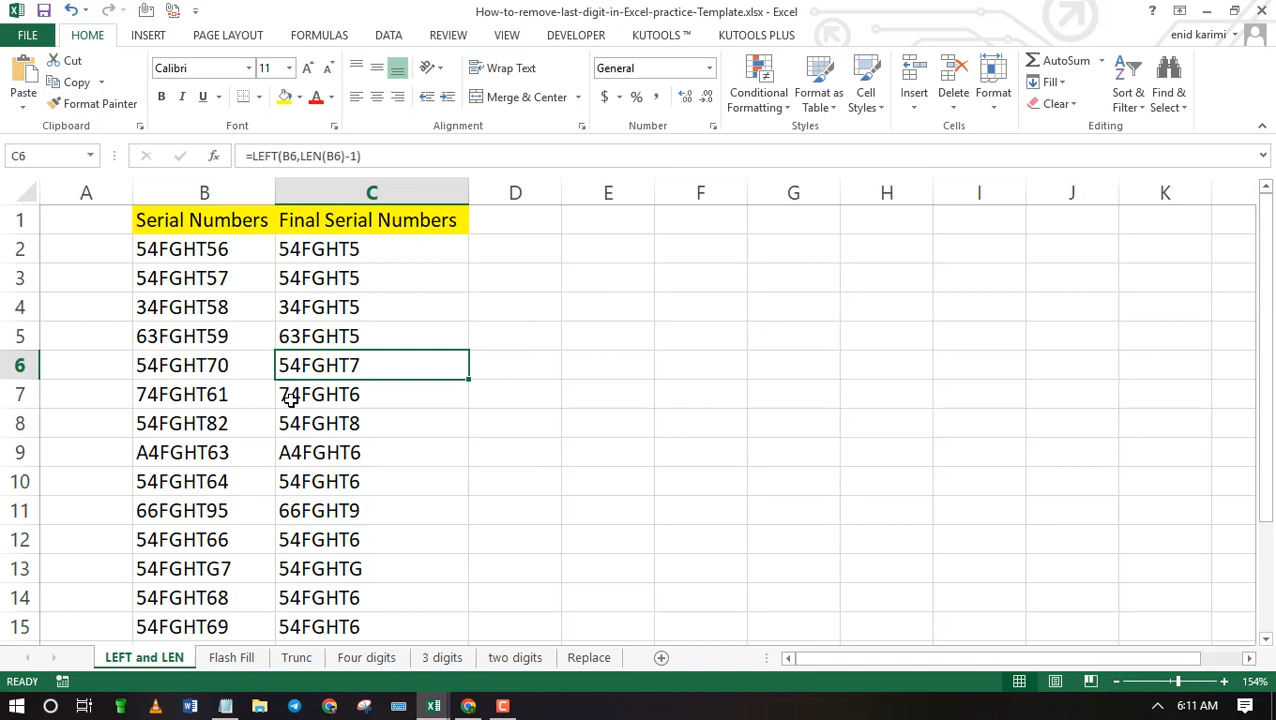 How-to-remove-last-digit-in-Excel-practice-Template.xlsx - Excel
FILE HOME INSERT PAGE LAYOUT FORMULAS DATA REVIEW VIEW DEVELOPER KUTOOLS ™ KUTOOLS PLUS enid karimi
Cut
Copy
Format Painter
Paste
Calibri 11
B I U
Wrap Text
Merge & Center
General
$ % ,
Conditional Formatting
Format as Table
Cell Styles
Insert Delete Format
AutoSum
Fill
Clear
Sort & Filter
Find & Select
Clipboard Font Alignment Number Styles Cells Editing
C6 =LEFT(B6,LEN(B6)-1)
A B C D E F G H I J K
1 Serial Numbers Final Serial Numbers
2 54FGHT56 54FGHT5
3 54FGHT57 54FGHT5
4 34FGHT58 34FGHT5
5 63FGHT59 63FGHT5
6 54FGHT70 54FGHT7
7 74FGHT61 74FGHT6
8 54FGHT82 54FGHT8
9 A4FGHT63 A4FGHT6
10 54FGHT64 54FGHT6
11 66FGHT95 66FGHT9
12 54FGHT66 54FGHT6
13 54FGHTG7 54FGHTG
14 54FGHT68 54FGHT6
15 54FGHT69 54FGHT6
LEFT and LEN Flash Fill Trunc Four digits 3 digits two digits Replace
READY 154%
6:11 AM